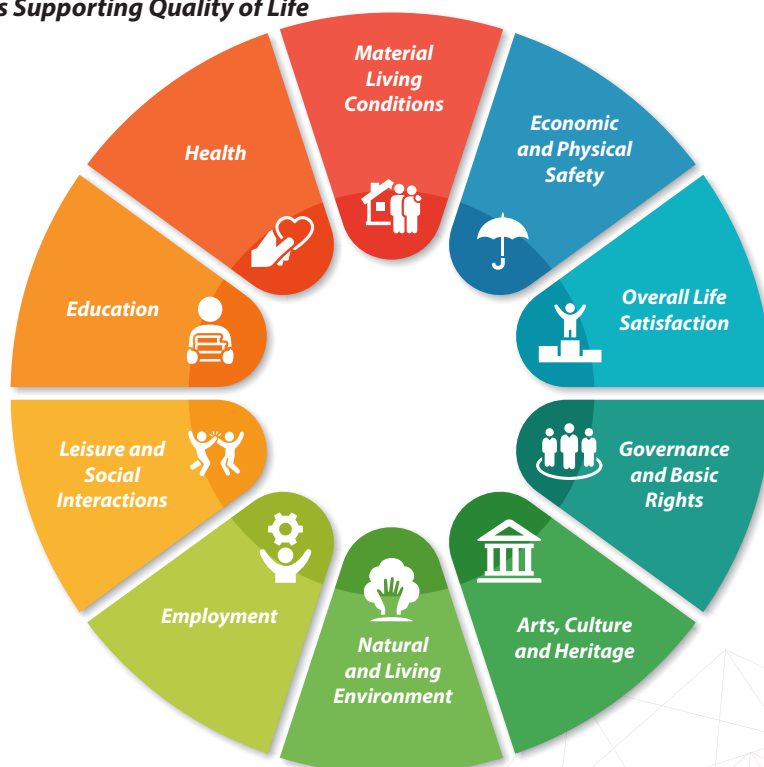 s Supporting Quality of Life
Material
Living
Conditions
Economic
and Physical
Safety
Overall Life
Satisfaction
Governance
and Basic
Rights
Arts, Culture
and Heritage
Natural
and Living
Environment
Employment
Leisure and
Social
Interactions
Education
Health